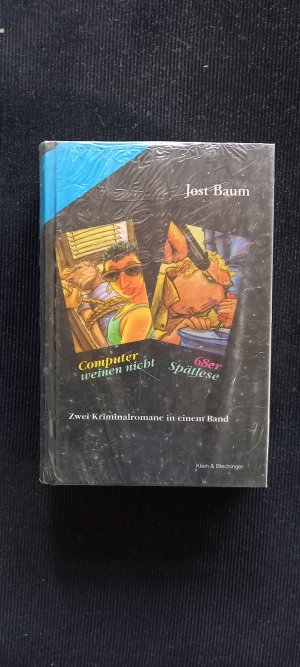 Jost Baum
Computer
weinen nicht
68er
Spätlese
Zwei Kriminalromane in einem Band
Klein & Blechinger